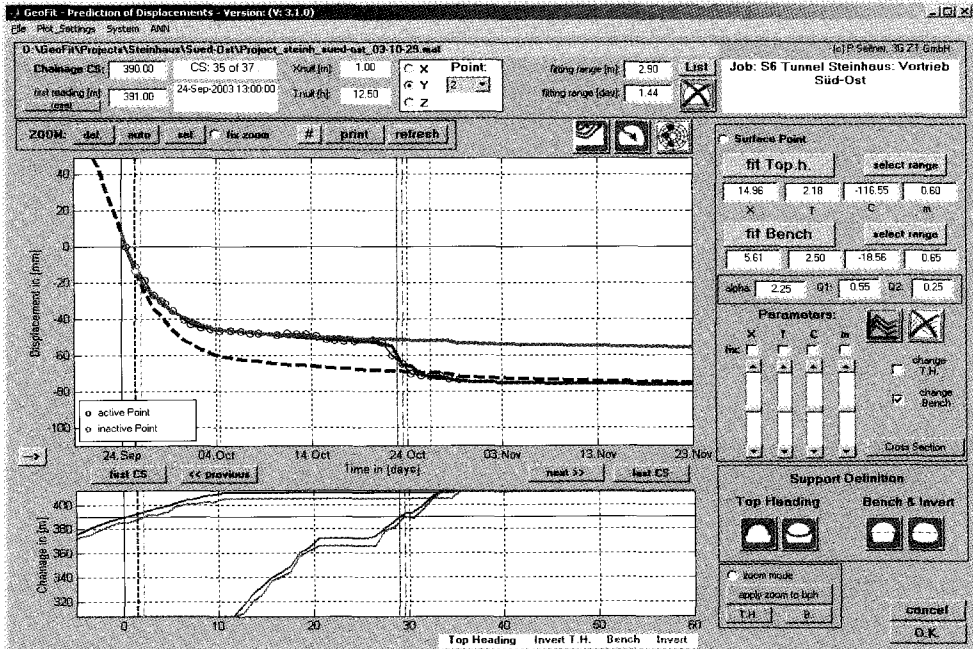 GeoFit - Prediction of Displacements - Version: (V: 3.1.0)
File Plot_Settings System ANN
D:\GeoFit\Projects\Steinhaus\Sued-Ost\Project_steinh_sued-ost_03-10-29.mat
(c) P.Sellner, 3G ZT GmbH
Chainage CS: 390.00 CS: 35 of 37 Xnull [m]: 1.00 X Point: fitting range [m]: 2.90 List
first reading [m]: 391.00 24-Sep-2003 13:00:00 Tnull [h]: 12.50 Y 2 fitting range [day]: 1.44
reset Z
Job: S6 Tunnel Steinhaus: Vortrieb
Süd-Ost
ZOOM: def. auto set fix zoom # print refresh
Displacement in [mm]
40
20
0
-20
-40
-60
-80
-100
active Point
inactive Point
24.Sep 04.Oct 14.Oct 24.Oct 03.Nov 13.Nov 23.Nov
Time in [days]
first CS << previous next >> last CS
Chainage in [m]
400
380
360
340
320
0 10 20 30 40 50 60
Top Heading Invert T.H. Bench Invert
Surface Point
fit Top.h. select range
14.96 2.18 -116.55 0.60
X T C m
fit Bench select range
5.61 2.50 -18.56 0.65
alpha: 2.25 Q1: 0.55 Q2: 0.25
Parameters:
X T C m
fix:
change
T.H.
change
Bench
Cross Section
Support Definition
Top Heading Bench & Invert
zoom mode
apply zoom to bph
T.H. B.
cancel
O.K.